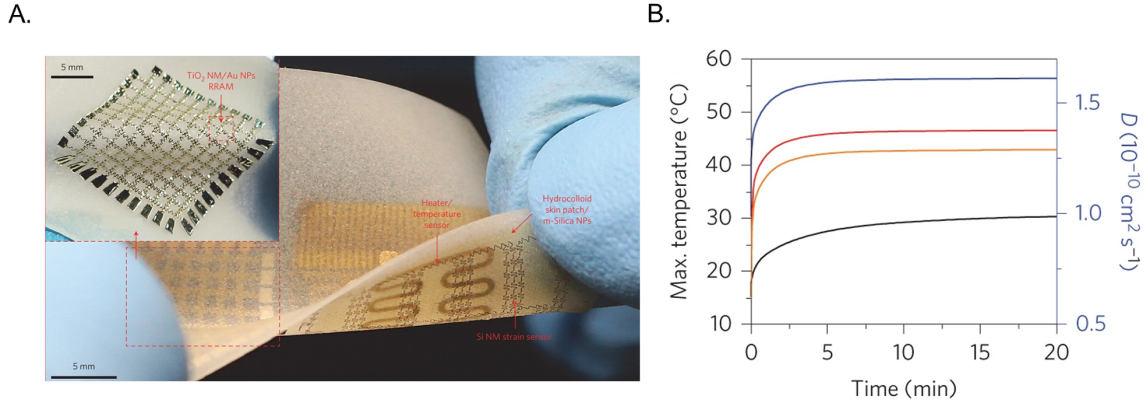 A.
B.
5 mm
TiO₂ NM/Au NPs
RRAM
Heater/
temperature
sensor
Hydrocolloid
skin patch/
m-Silica NPs
Si NM strain sensor
5 mm
Max. temperature (°C)
60
50
40
30
20
10
0
5
10
15
20
Time (min)
1.5
1.0
0.5
D (10⁻¹⁰ cm² s⁻¹)